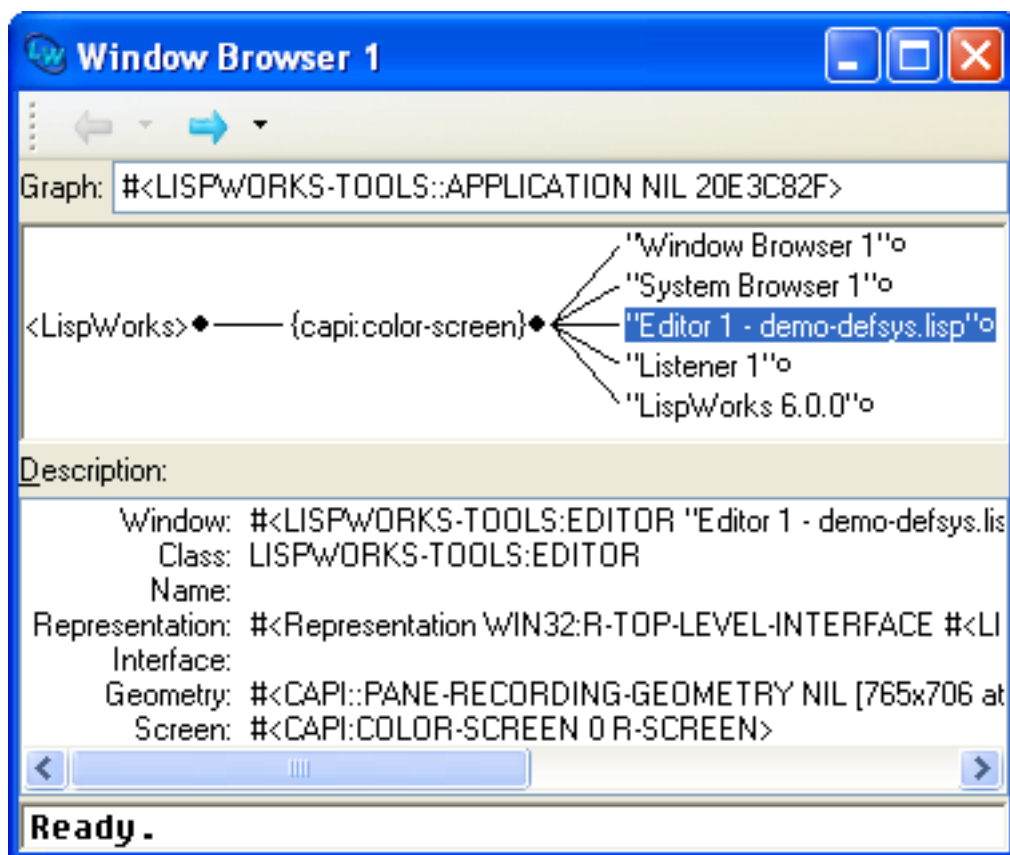 Window Browser 1
Graph: #<LISPWORKS-TOOLS::APPLICATION NIL 20E3C82F>
"Window Browser 1"
"System Browser 1"
<LispWorks> {capi:color-screen} "Editor 1 - demo-defsys.lisp"
"Listener 1"
"LispWorks 6.0.0"
Description:
Window: #<LISPWORKS-TOOLS:EDITOR "Editor 1 - demo-defsys.lis
Class: LISPWORKS-TOOLS:EDITOR
Name:
Representation: #<Representation WIN32:R-TOP-LEVEL-INTERFACE #<LI
Interface:
Geometry: #<CAPI::PANE-RECORDING-GEOMETRY NIL [765x706 at
Screen: #<CAPI:COLOR-SCREEN 0 R-SCREEN>
Ready.